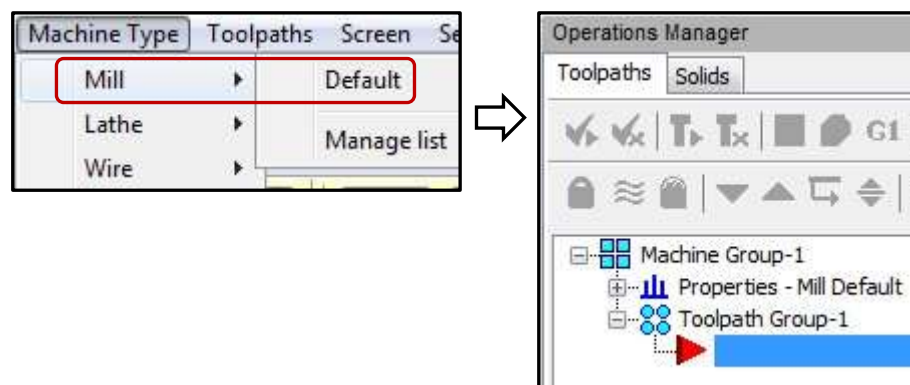 Machine Type Toolpaths Screen Se
Mill Default
Lathe Manage list
Wire
Operations Manager
Toolpaths Solids
G1
Machine Group-1
Properties - Mill Default
Toolpath Group-1